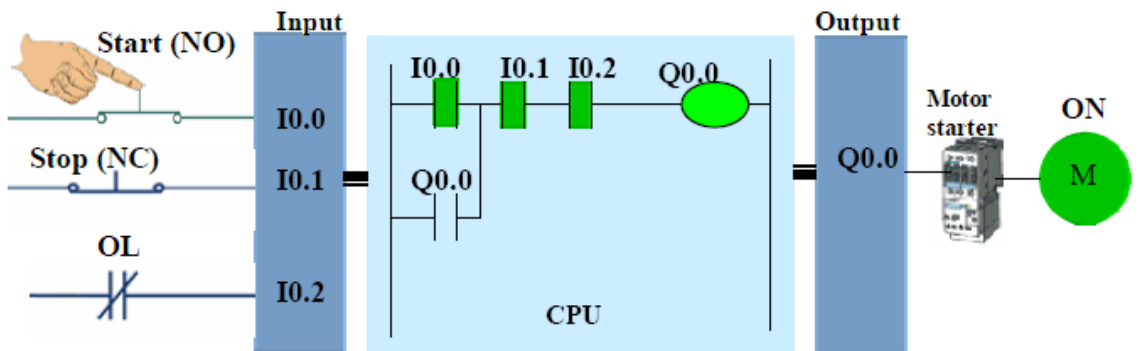 Input
Output
Start (NO)
I0.0
I0.1
I0.2
Q0.0
Motor
starter
ON
I0.0
Stop (NC)
I0.1
Q0.0
Q0.0
M
OL
I0.2
CPU